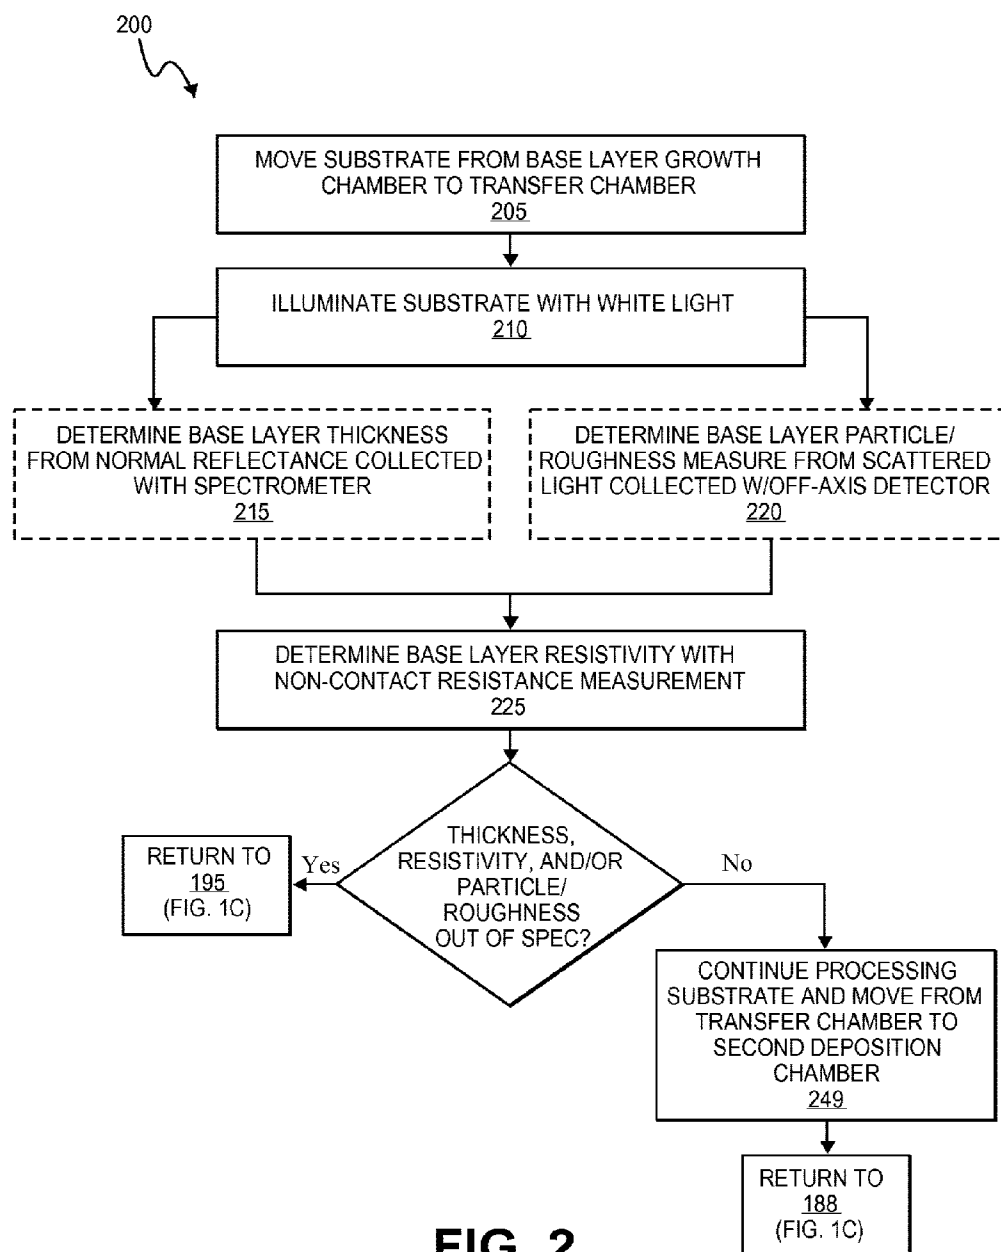 200
MOVE SUBSTRATE FROM BASE LAYER GROWTH
CHAMBER TO TRANSFER CHAMBER
205
ILLUMINATE SUBSTRATE WITH WHITE LIGHT
210
DETERMINE BASE LAYER THICKNESS
FROM NORMAL REFLECTANCE COLLECTED
WITH SPECTROMETER
215
DETERMINE BASE LAYER PARTICLE/
ROUGHNESS MEASURE FROM SCATTERED
LIGHT COLLECTED W/OFF-AXIS DETECTOR
220
DETERMINE BASE LAYER RESISTIVITY WITH
NON-CONTACT RESISTANCE MEASUREMENT
225
THICKNESS,
RESISTIVITY, AND/OR
PARTICLE/
ROUGHNESS
OUT OF SPEC?
Yes
RETURN TO
195
(FIG. 1C)
No
CONTINUE PROCESSING
SUBSTRATE AND MOVE FROM
TRANSFER CHAMBER TO
SECOND DEPOSITION
CHAMBER
249
RETURN TO
188
(FIG. 1C)
FIG. 2